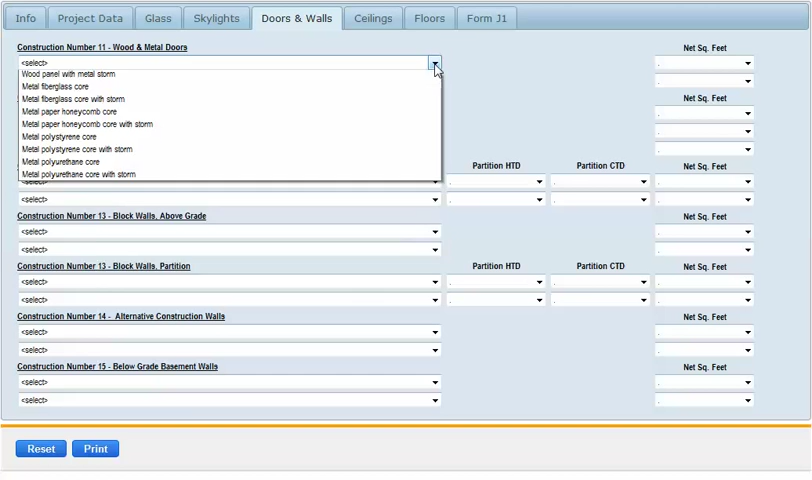 Info Project Data Glass Skylights Doors & Walls Ceilings Floors Form J1
Construction Number 11 - Wood & Metal Doors Net Sq. Feet
<select> .
Wood panel with metal storm .
Metal fiberglass core
Metal fiberglass core with storm Net Sq. Feet
Metal paper honeycomb core .
Metal paper honeycomb core with storm .
Metal polystyrene core
Metal polystyrene core with storm .
Metal polyurethane core Partition HTD Partition CTD Net Sq. Feet
Metal polyurethane core with storm
<select> . . .
<select> . . .
Construction Number 13 - Block Walls, Above Grade Net Sq. Feet
<select> .
<select> .
Construction Number 13 - Block Walls, Partition Partition HTD Partition CTD Net Sq. Feet
<select> . . .
<select> . . .
Construction Number 14 - Alternative Construction Walls Net Sq. Feet
<select> .
<select> .
Construction Number 15 - Below Grade Basement Walls Net Sq. Feet
<select> .
<select> .
Reset Print